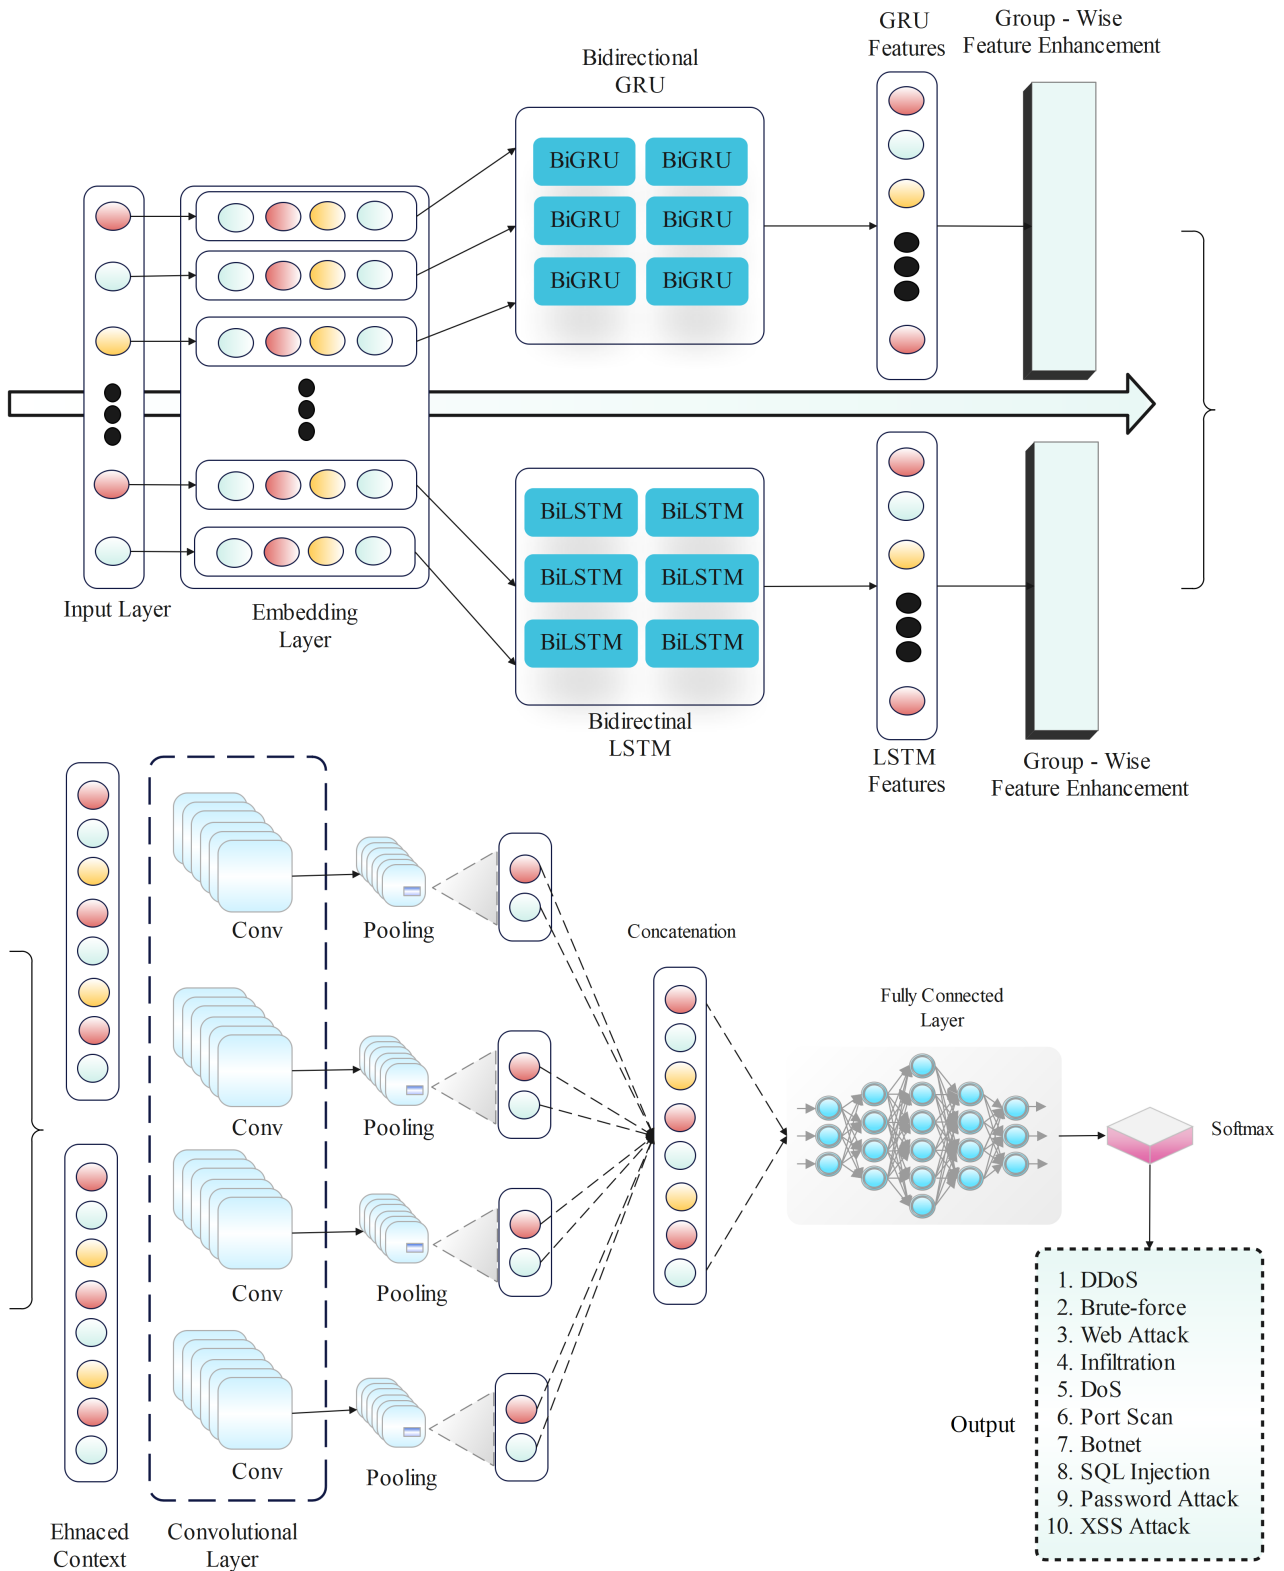 GRU
Features
Group - Wise
Feature Enhancement
Bidirectional
GRU
BiGRU BiGRU
BiGRU BiGRU
BiGRU BiGRU
BiLSTM BiLSTM
BiLSTM BiLSTM
BiLSTM BiLSTM
Input Layer
Embedding
Layer
Bidirectinal
LSTM
LSTM
Features
Group - Wise
Feature Enhancement
Conv
Pooling
Concatenation
Fully Connected
Layer
Conv
Pooling
Softmax
Conv
Pooling
Conv
Pooling
Output
1. DDoS
2. Brute-force
3. Web Attack
4. Infiltration
5. DoS
6. Port Scan
7. Botnet
8. SQL Injection
9. Password Attack
10. XSS Attack
Ehnaced
Context
Convolutional
Layer